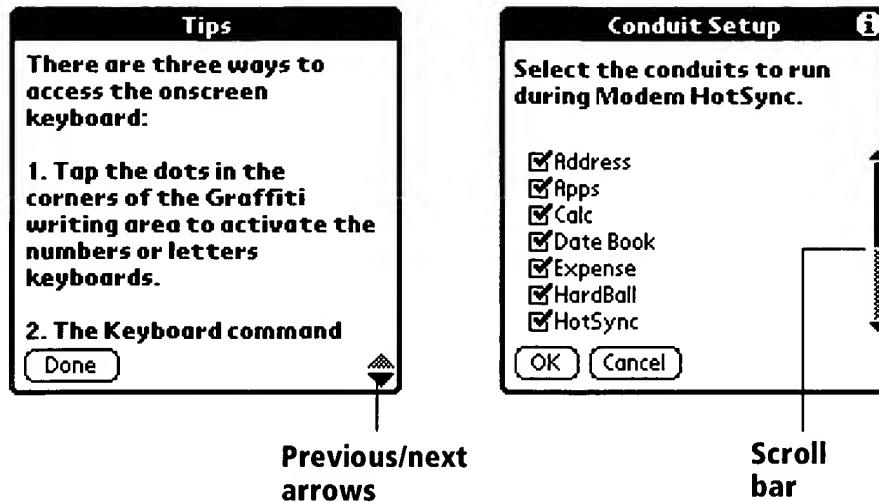 Tips
There are three ways to
access the onscreen
keyboard:
1. Tap the dots in the
corners of the Graffiti
writing area to activate the
numbers or letters
keyboards.
2. The Keyboard command
Done
Previous/next
arrows
Conduit Setup
i
Select the conduits to run
during Modem HotSync.
Address
Apps
Calc
Date Book
Expense
HardBall
HotSync
OK Cancel
Scroll
bar